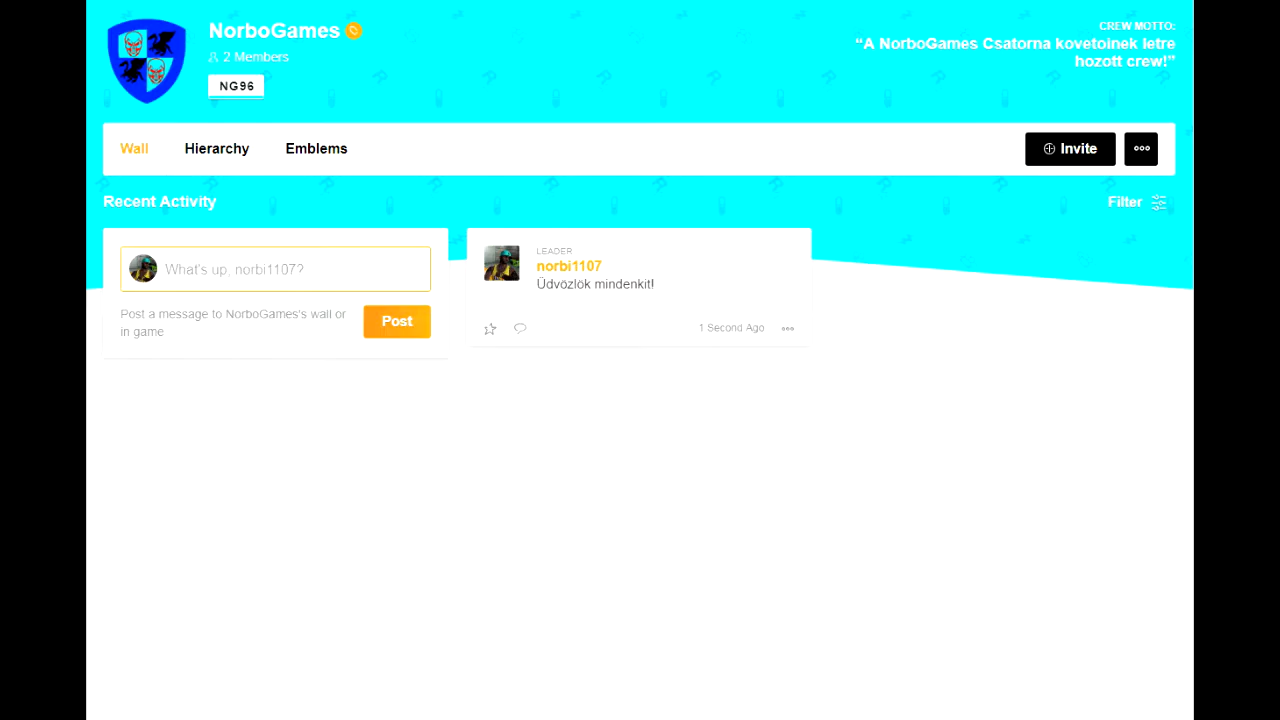 NorboGames
2 Members
NG96
CREW MOTTO:
“A NorboGames Csatorna kovetoinek letre
hozott crew!”
Wall Hierarchy Emblems
Invite
Recent Activity
Filter
What's up, norbi1107?
Post a message to NorboGames's wall or
in game
Post
LEADER
norbi1107
Üdvözlök mindenkit!
1 Second Ago